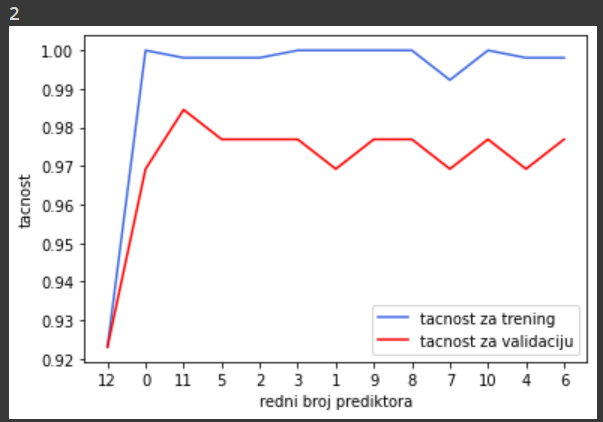 2
1.00
0.99
0.98
0.97
0.96
0.95
0.94
0.93
0.92
tacnost
tacnost za trening
tacnost za validaciju
12 0 11 5 2 3 1 9 8 7 10 4 6
redni broj prediktora